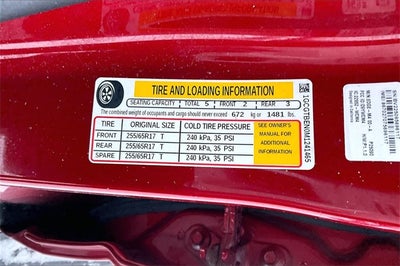 TIRE AND LOADING INFORMATION
SEATING CAPACITY TOTAL 5 FRONT 2 REAR 3
The combined weight of occupants and cargo should never exceed 672 kg or 1481 lbs.
TIRE ORIGINAL SIZE COLD TIRE PRESSURE
FRONT 255/65R17 T 240 kPa, 35 PSI
REAR 255/65R17 T 240 kPa, 35 PSI
SPARE 255/65R17 T 240 kPa, 35 PSI
SEE OWNER'S
MANUAL FOR
ADDITIONAL
INFORMATION